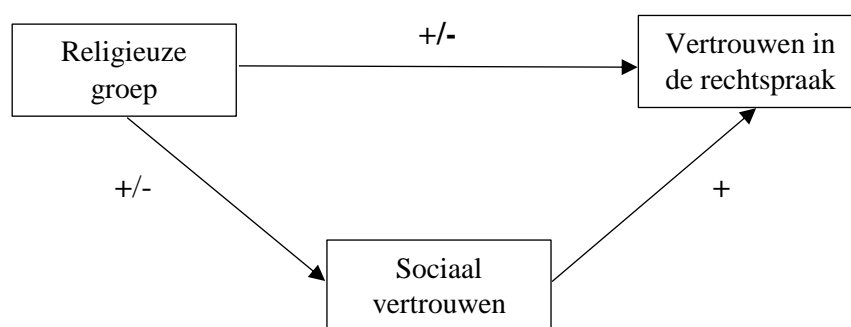 +/-
Religieuze
groep
Vertrouwen in
de rechtspraak
+/-
+
Sociaal
vertrouwen